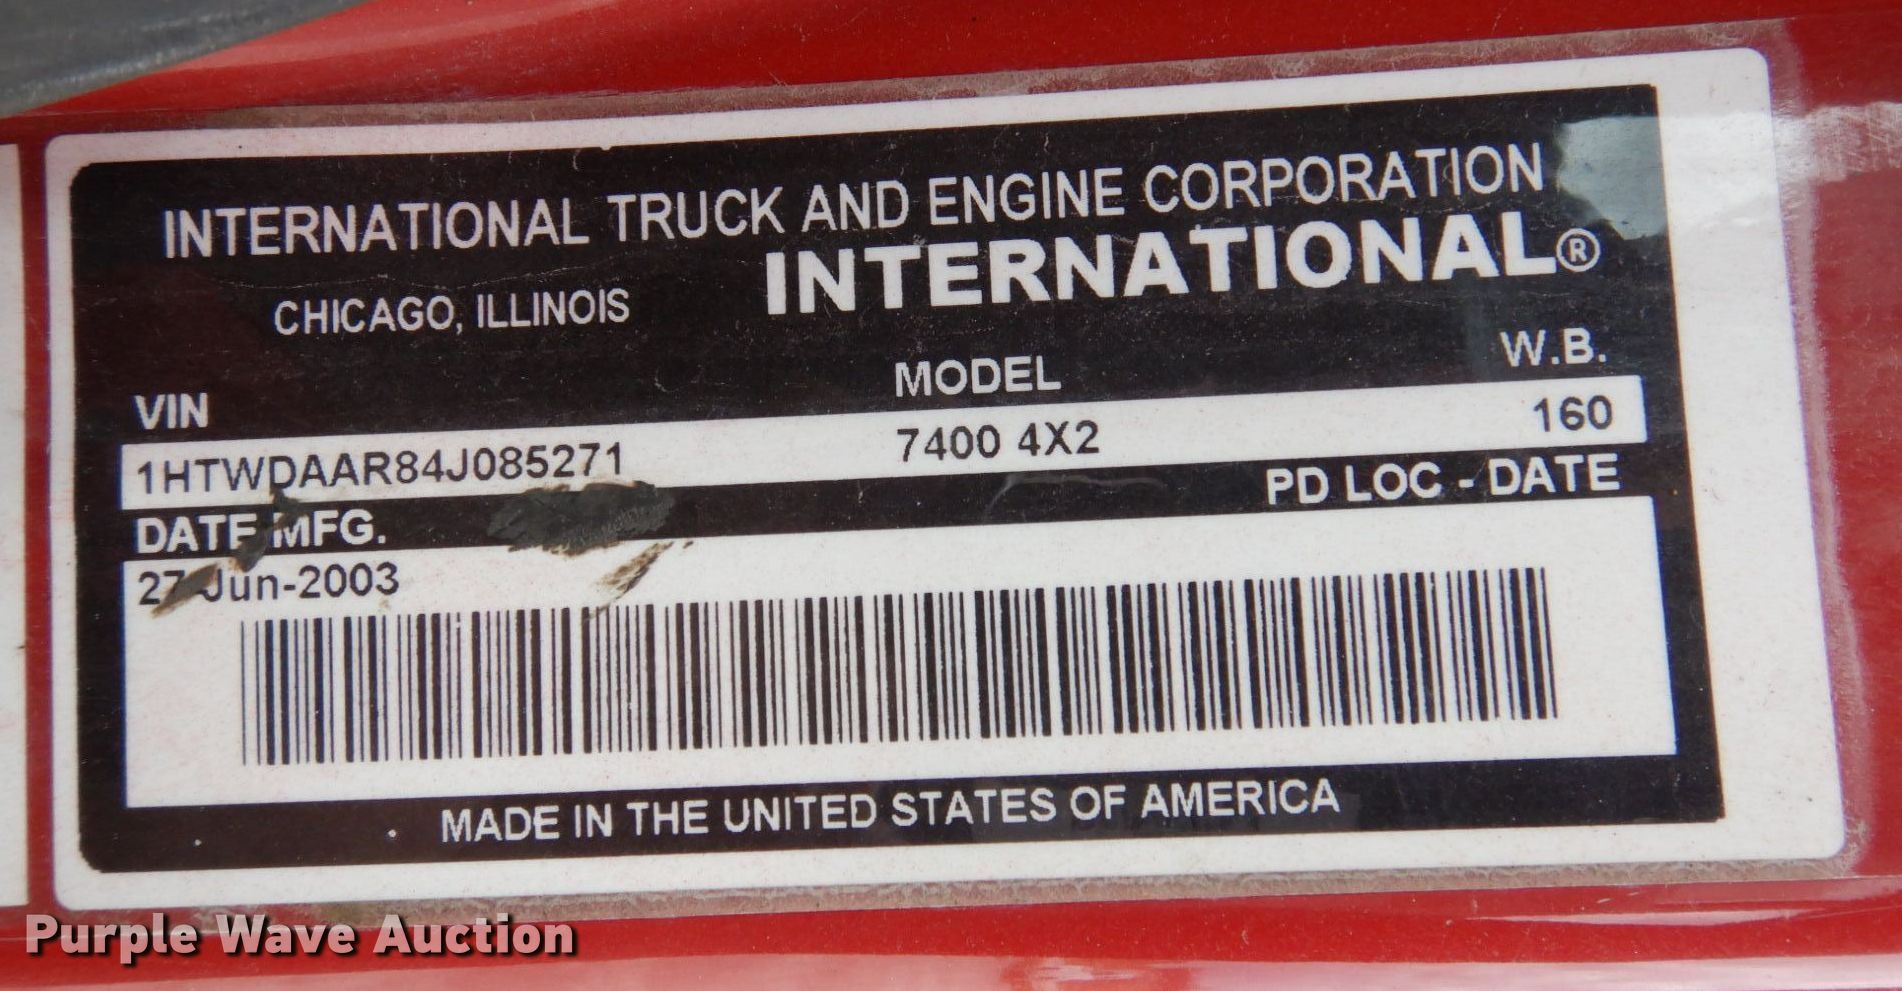 INTERNATIONAL TRUCK AND ENGINE CORPORATION
CHICAGO, ILLINOIS INTERNATIONAL®
VIN MODEL W.B.
1HTWDAAR84J085271 7400 4X2 160
DATE MFG. PD LOC - DATE
27-Jun-2003
MADE IN THE UNITED STATES OF AMERICA
Purple Wave Auction